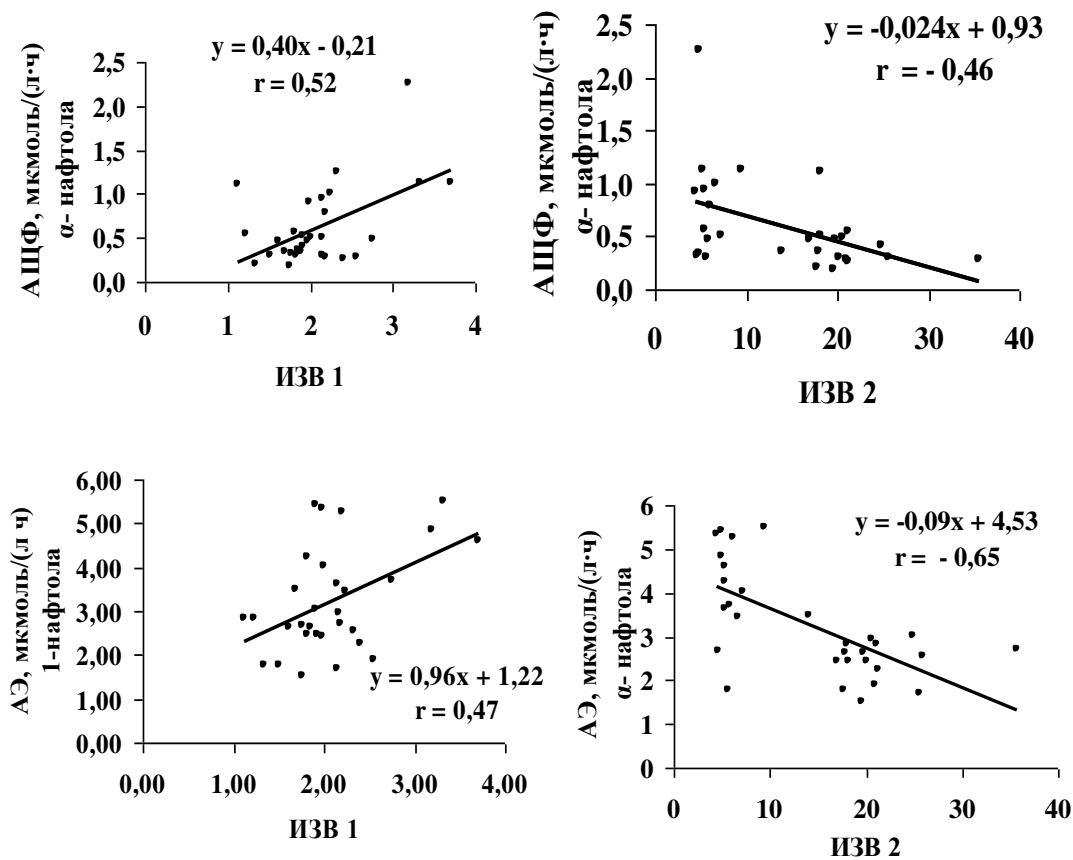 y = 0,40x - 0,21
r = 0,52
АЩФ, мкмоль/(л·ч)
α- нафтола
2,5
2,0
1,5
1,0
0,5
0,0
0
1
2
3
4
ИЗВ 1
y = -0,024x + 0,93
r = - 0,46
АЩФ, мкмоль/(л·ч)
α- нафтола
2,5
2,0
1,5
1,0
0,5
0,0
0
10
20
30
40
ИЗВ 2
АЭ, мкмоль/(л ч)
1-нафтола
6,00
5,00
4,00
3,00
2,00
1,00
0,00
y = 0,96x + 1,22
r = 0,47
0,00
1,00
2,00
3,00
4,00
ИЗВ 1
y = -0,09x + 4,53
r = - 0,65
АЭ, мкмоль/(л·ч)
α- нафтола
6
5
4
3
2
1
0
0
10
20
30
40
ИЗВ 2